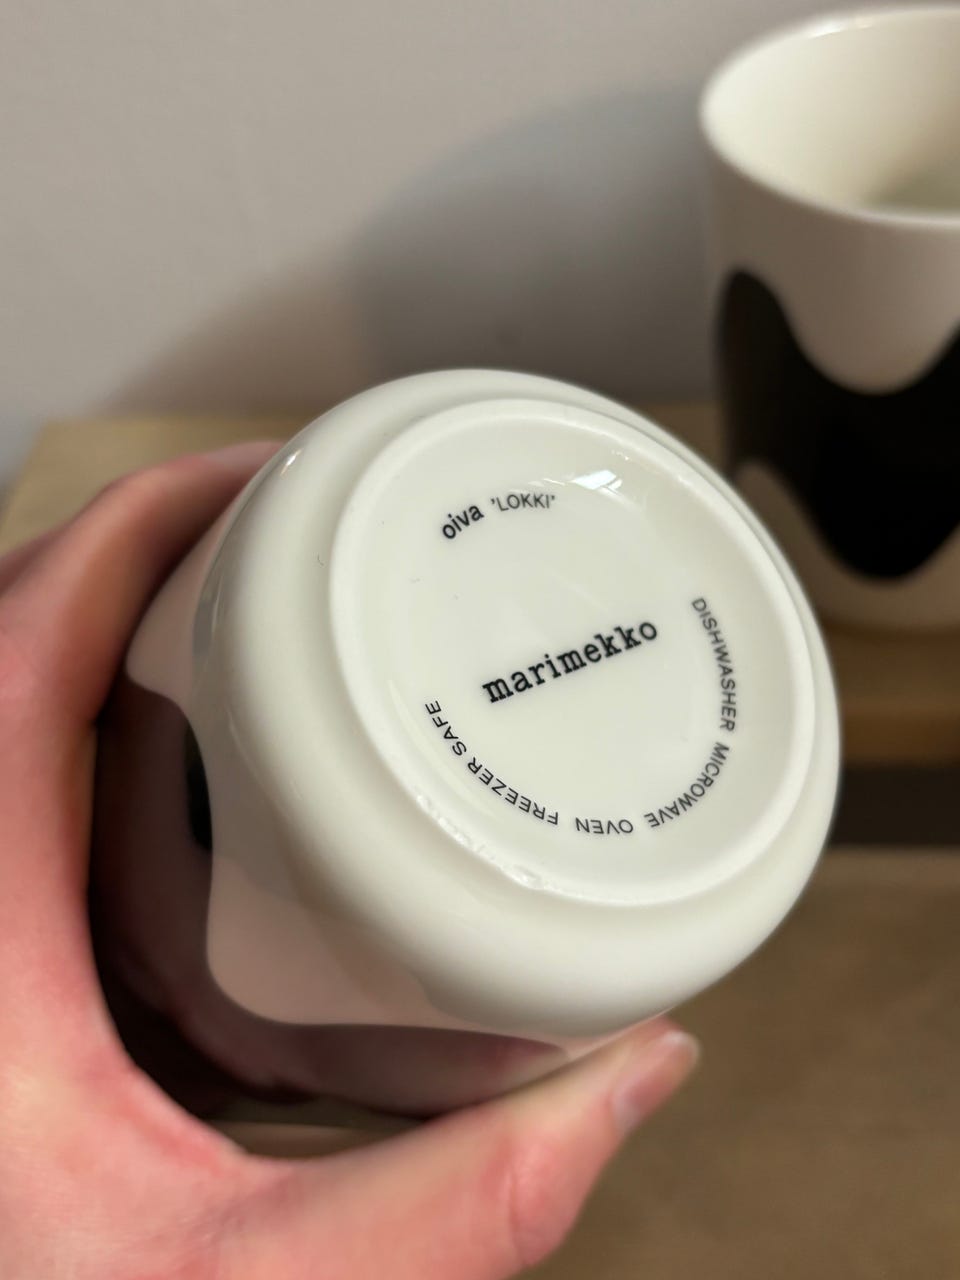 oiva 'LOKKI'
marimekko
DISHWASHER MICROWAVE OVEN FREEZER SAFE